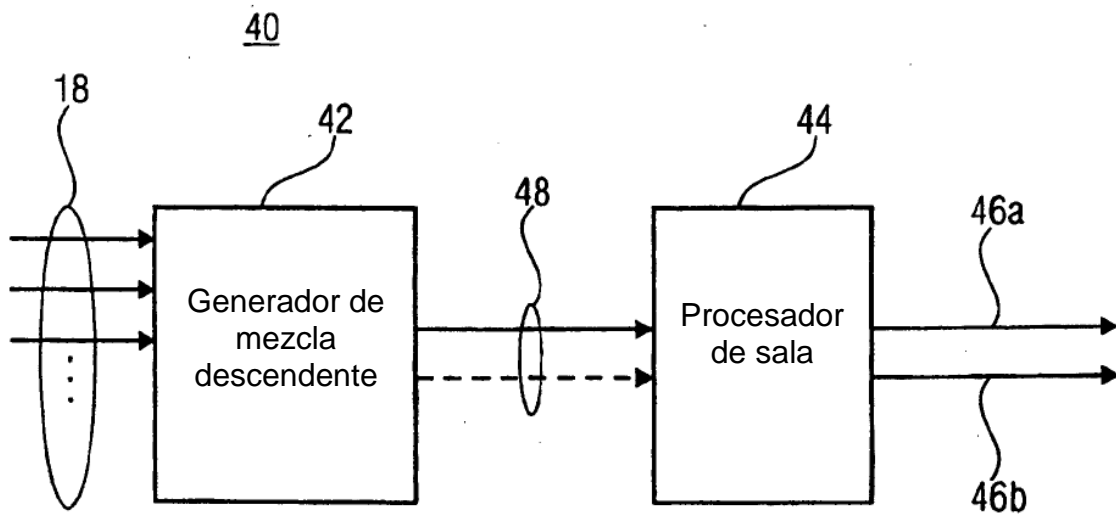 40
18
42
44
48
46a
Generador de
mezcla
descendente
Procesador
de sala
46b